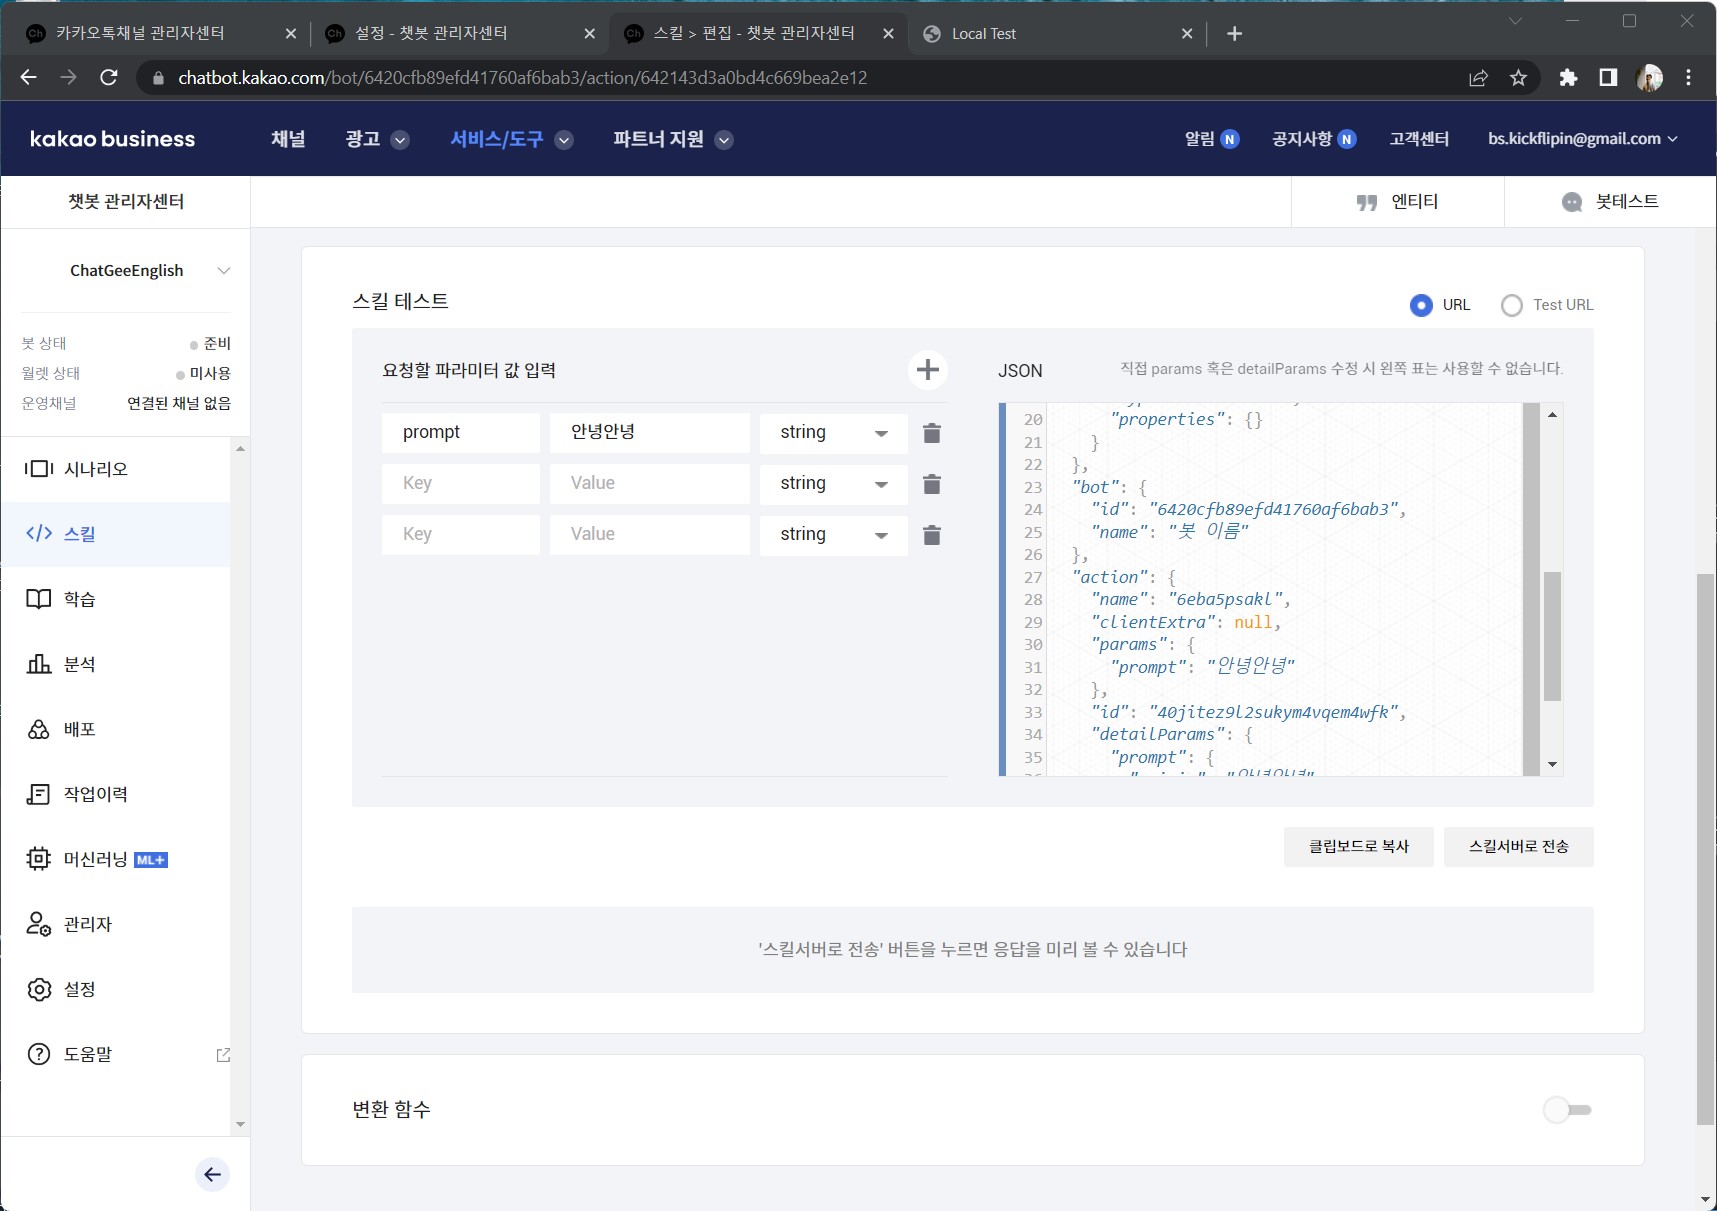 카카오톡채널 관리자센터
설정 - 챗봇 관리자센터
스킬 > 편집 - 챗봇 관리자센터
Local Test
chatbot.kakao.com/bot/6420cfb89efd41760af6bab3/action/642143d3a0bd4c669bea2e12
kakao business
채널
광고
서비스/도구
파트너 지원
알림 N
공지사항 N
고객센터
bs.kickflipin@gmail.com
챗봇 관리자센터
엔티티
봇테스트
ChatGeeEnglish
봇 상태 준비
월렛 상태 미사용
운영채널 연결된 채널 없음
시나리오
스킬
학습
분석
배포
작업이력
머신러닝 ML+
관리자
설정
도움말
스킬 테스트
URL
Test URL
요청할 파라미터 값 입력
prompt 안녕안녕 string
Key Value string
Key Value string
JSON
직접 params 혹은 detailParams 수정 시 왼쪽 표는 사용할 수 없습니다.
20 "properties": {}
21 }
22 },
23 "bot": {
24 "id": "6420cfb89efd41760af6bab3",
25 "name": "봇 이름"
26 },
27 "action": {
28 "name": "6eba5psakl",
29 "clientExtra": null,
30 "params": {
31 "prompt": "안녕안녕"
32 },
33 "id": "40jitez9l2sukym4vqem4wfk",
34 "detailParams": {
35 "prompt": {
클립보드로 복사
스킬서버로 전송
'스킬서버로 전송' 버튼을 누르면 응답을 미리 볼 수 있습니다
변환 함수